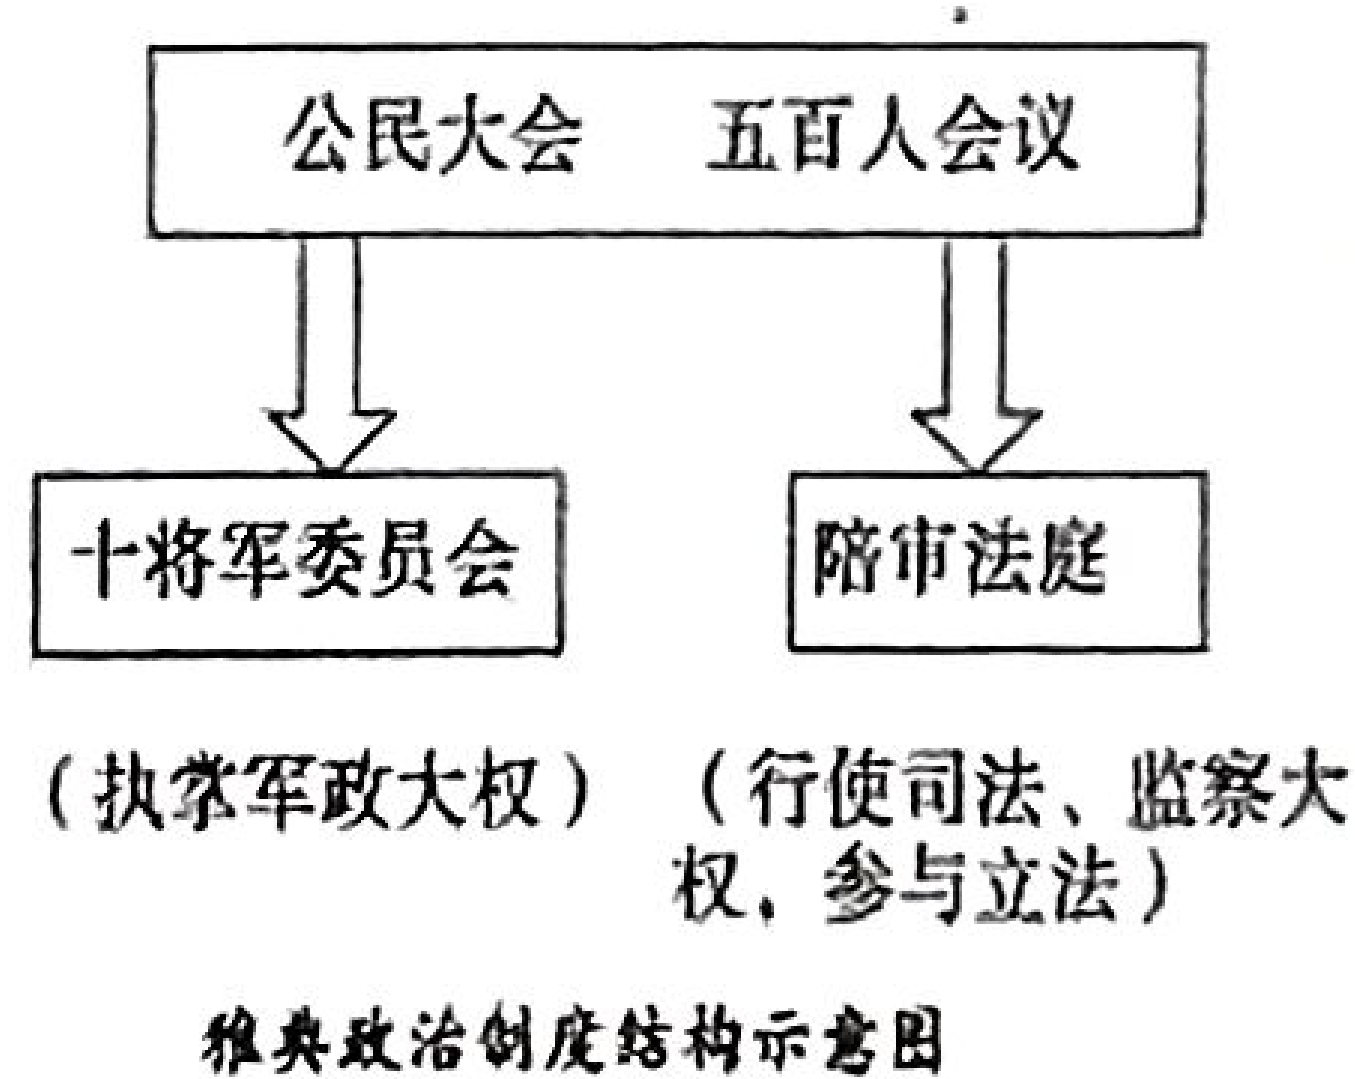 公民大会 五百人会议
十将军委员会
陪审法庭
(执掌军政大权)
(行使司法、监察大
权，参与立法)
雅典政治制度结构示意图